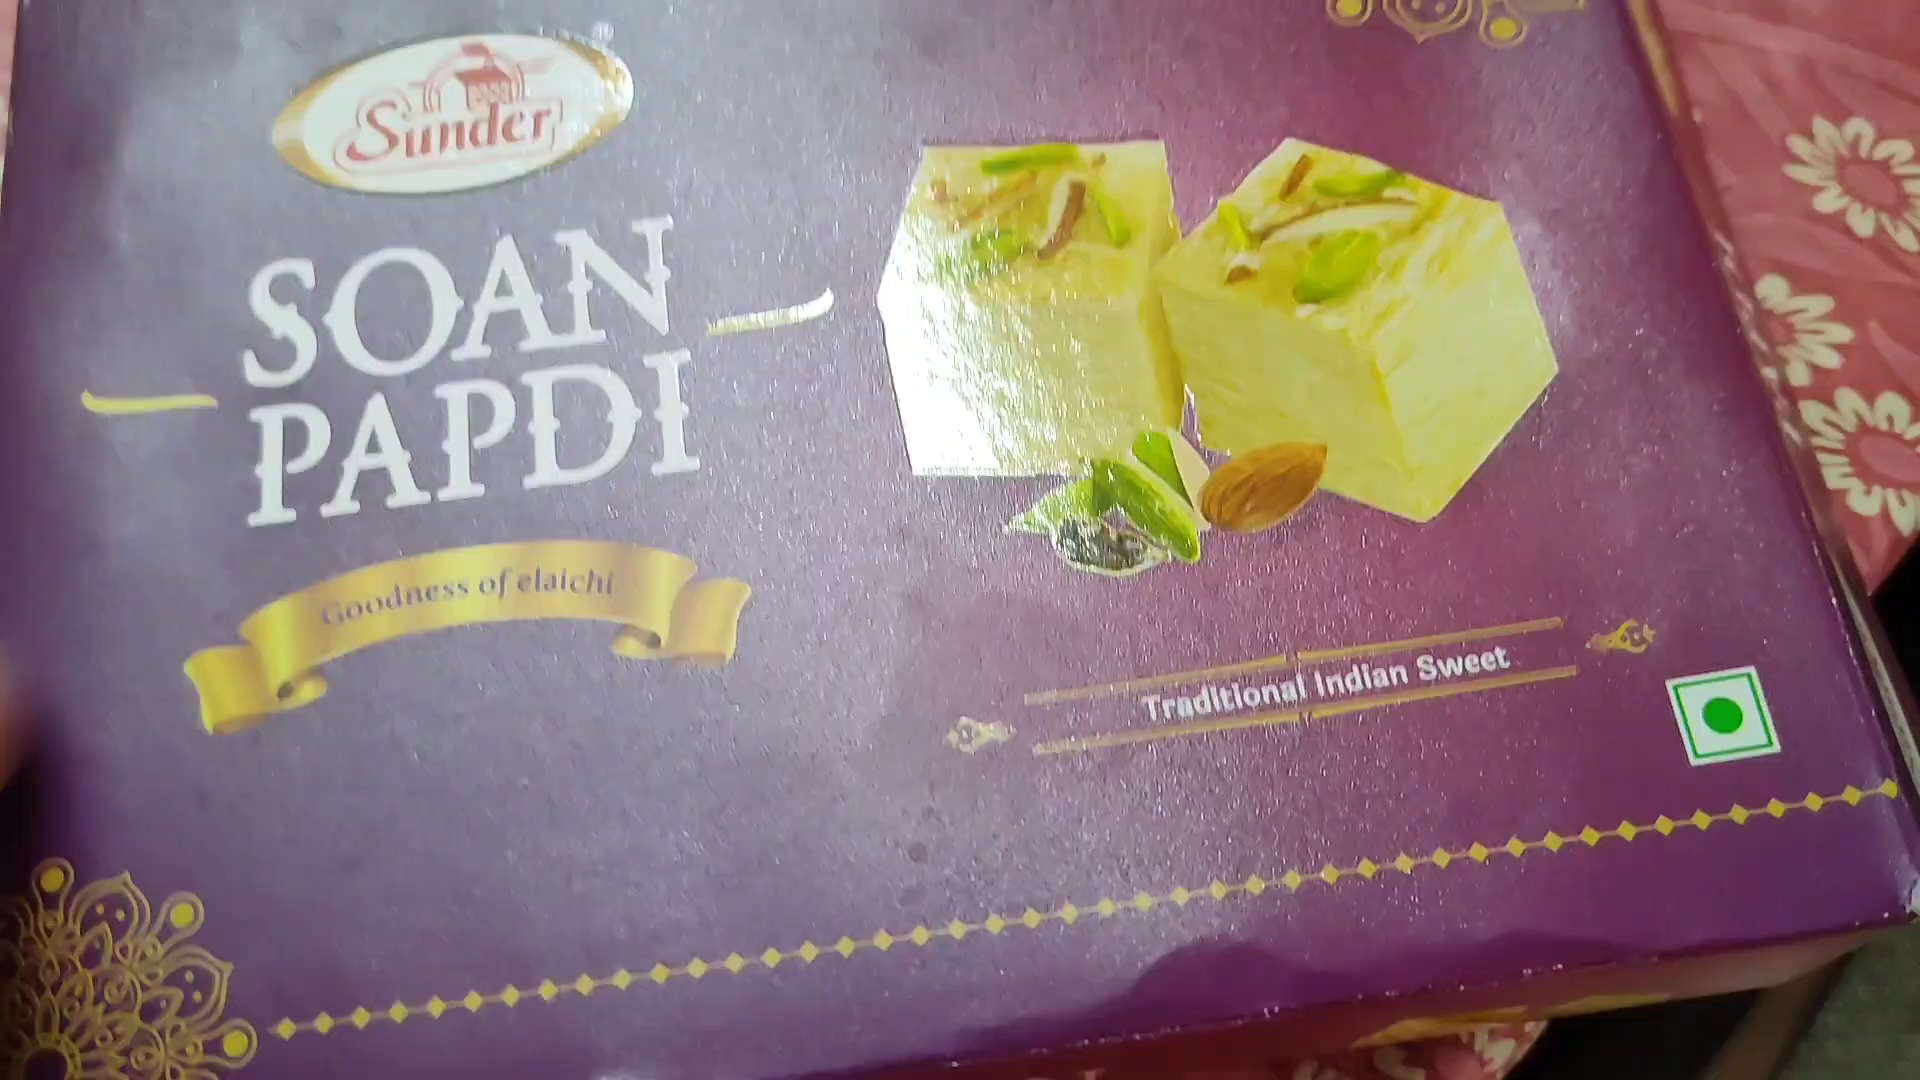 Sunder
SOAN
PAPDI
Goodness of elaichi
Traditional Indian Sweet